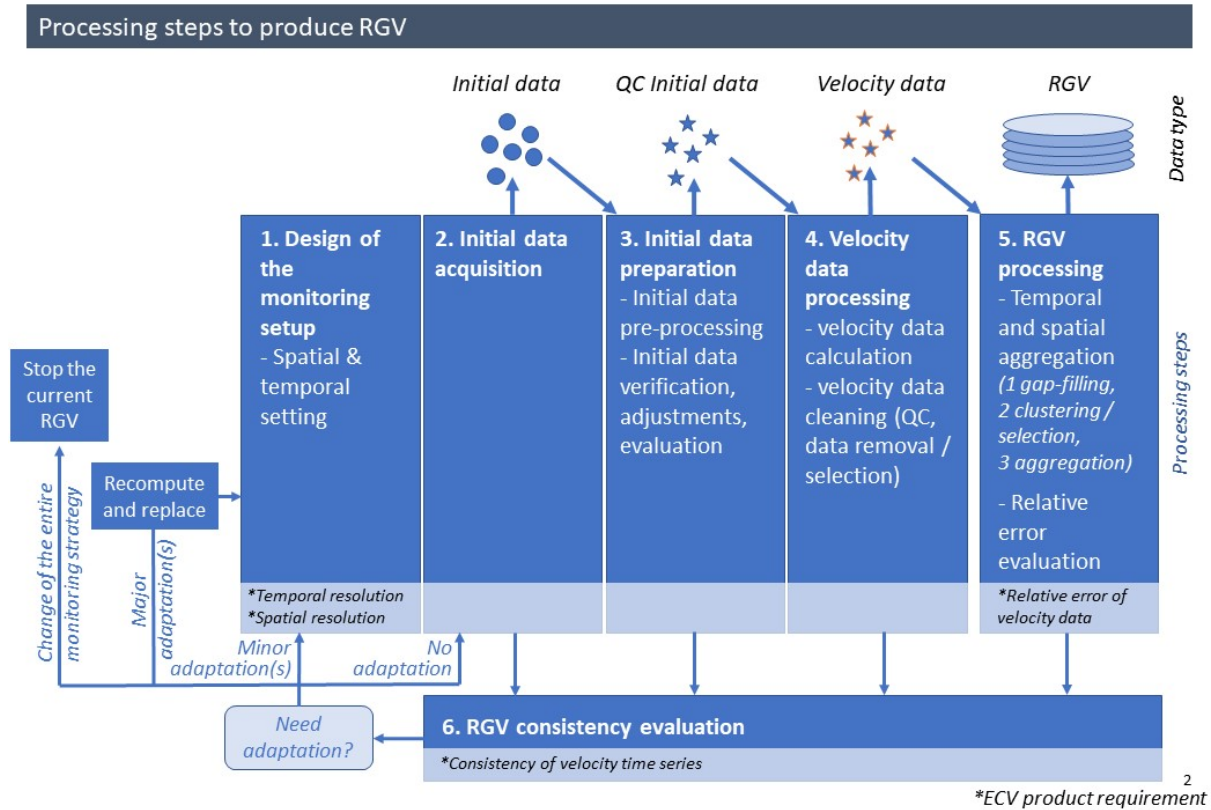 Processing steps to produce RGV
Initial data
QC Initial data
Velocity data
RGV
Data type
1. Design of
the
monitoring
setup
- Spatial &
temporal
setting
2. Initial data
acquisition
3. Initial data
preparation
- Initial data
pre-processing
- Initial data
verification,
adjustments,
evaluation
4. Velocity
data
processing
- velocity data
calculation
- velocity data
cleaning (QC,
data removal /
selection)
5. RGV
processing
- Temporal
and spatial
aggregation
(1 gap-filling,
2 clustering /
selection,
3 aggregation)
- Relative
error
evaluation
Processing steps
Stop the
current
RGV
Recompute
and replace
Change of the entire
monitoring strategy
Major
adaptation(s)
*Temporal resolution
*Spatial resolution
*Relative error of
velocity data
Minor
adaptation(s)
No
adaptation
Need
adaptation?
6. RGV consistency evaluation
*Consistency of velocity time series
2
*ECV product requirement